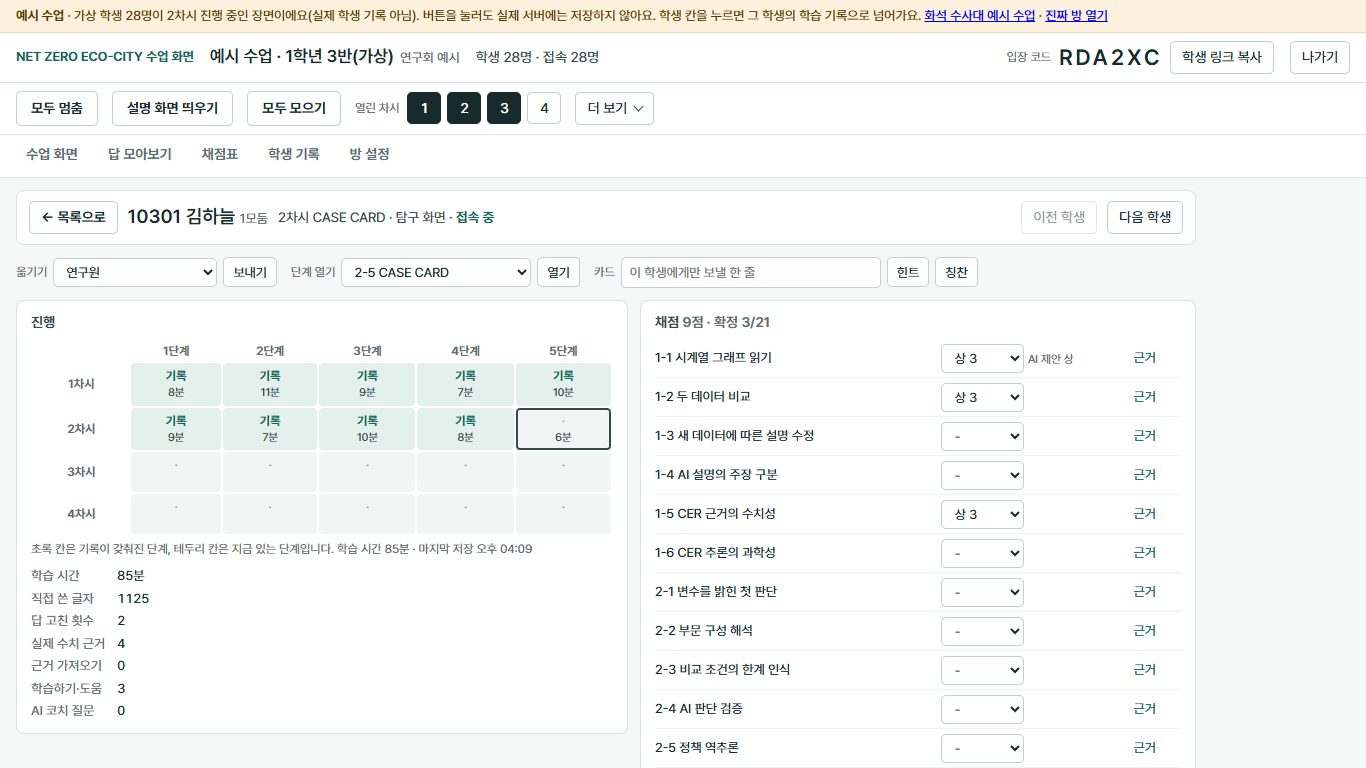 예시 수업 · 가상 학생 28명이 2차시 진행 중인 장면이에요(실제 학생 기록 아님). 버튼을 눌러도 실제 서버에는 저장하지 않아요. 학생 칸을 누르면 그 학생의 학습 기록으로 넘어가요. 화석 수사대 예시 수업 · 진짜 방 열기
NET ZERO ECO-CITY 수업 화면 예시 수업 · 1학년 3반(가상) 연구회 예시 학생 28명 · 접속 28명 입장 코드 RDA2XC 학생 링크 복사 나가기
모두 멈춤 설명 화면 띄우기 모두 모으기 열린 차시 1 2 3 4 더 보기
수업 화면 답 모아보기 채점표 학생 기록 방 설정
← 목록으로 10301 김하늘 1모둠 2차시 CASE CARD · 탐구 화면 · 접속 중 이전 학생 다음 학생
옮기기 연구원 보내기 단계 열기 2-5 CASE CARD 열기 카드 이 학생에게만 보낼 한 줄 힌트 칭찬
진행
1단계 2단계 3단계 4단계 5단계
1차시 기록 8분 기록 11분 기록 9분 기록 7분 기록 10분
2차시 기록 9분 기록 7분 기록 10분 기록 8분 - 6분
3차시 · · · · ·
4차시 · · · · ·
초록 칸은 기록이 갖춰진 단계, 테두리 칸은 지금 있는 단계입니다. 학습 시간 85분 · 마지막 저장 오후 04:09
학습 시간 85분
직접 쓴 글자 1125
답 고친 횟수 2
실제 수치 근거 4
근거 가져오기 0
학습하기·도움 3
AI 코치 질문 0
채점 9점 · 확정 3/21
1-1 시계열 그래프 읽기 상 3 AI 제안 상 근거
1-2 두 데이터 비교 상 3 근거
1-3 새 데이터에 따른 설명 수정 - 근거
1-4 AI 설명의 주장 구분 - 근거
1-5 CER 근거의 수치성 상 3 근거
1-6 CER 추론의 과학성 - 근거
2-1 변수를 밝힌 첫 판단 - 근거
2-2 부문 구성 해석 - 근거
2-3 비교 조건의 한계 인식 - 근거
2-4 AI 판단 검증 - 근거
2-5 정책 역추론 - 근거